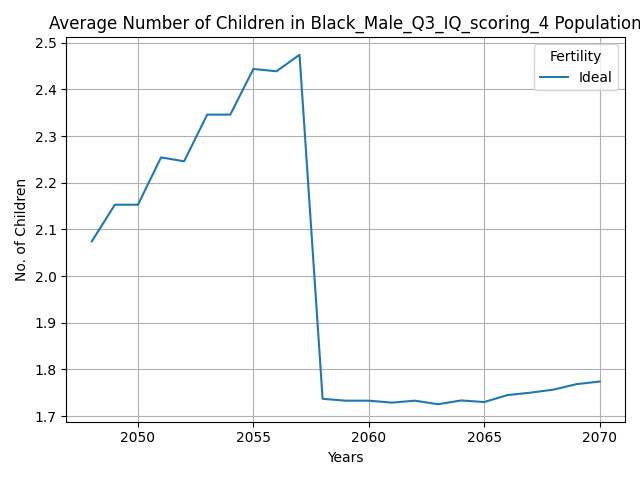 Average Number of Children in Black_Male_Q3_IQ_scoring_4 Population
2.5
2.4
2.3
2.2
2.1
2.0
1.9
1.8
1.7
No. of Children
Fertility
Ideal
2050
2055
2060
2065
2070
Years